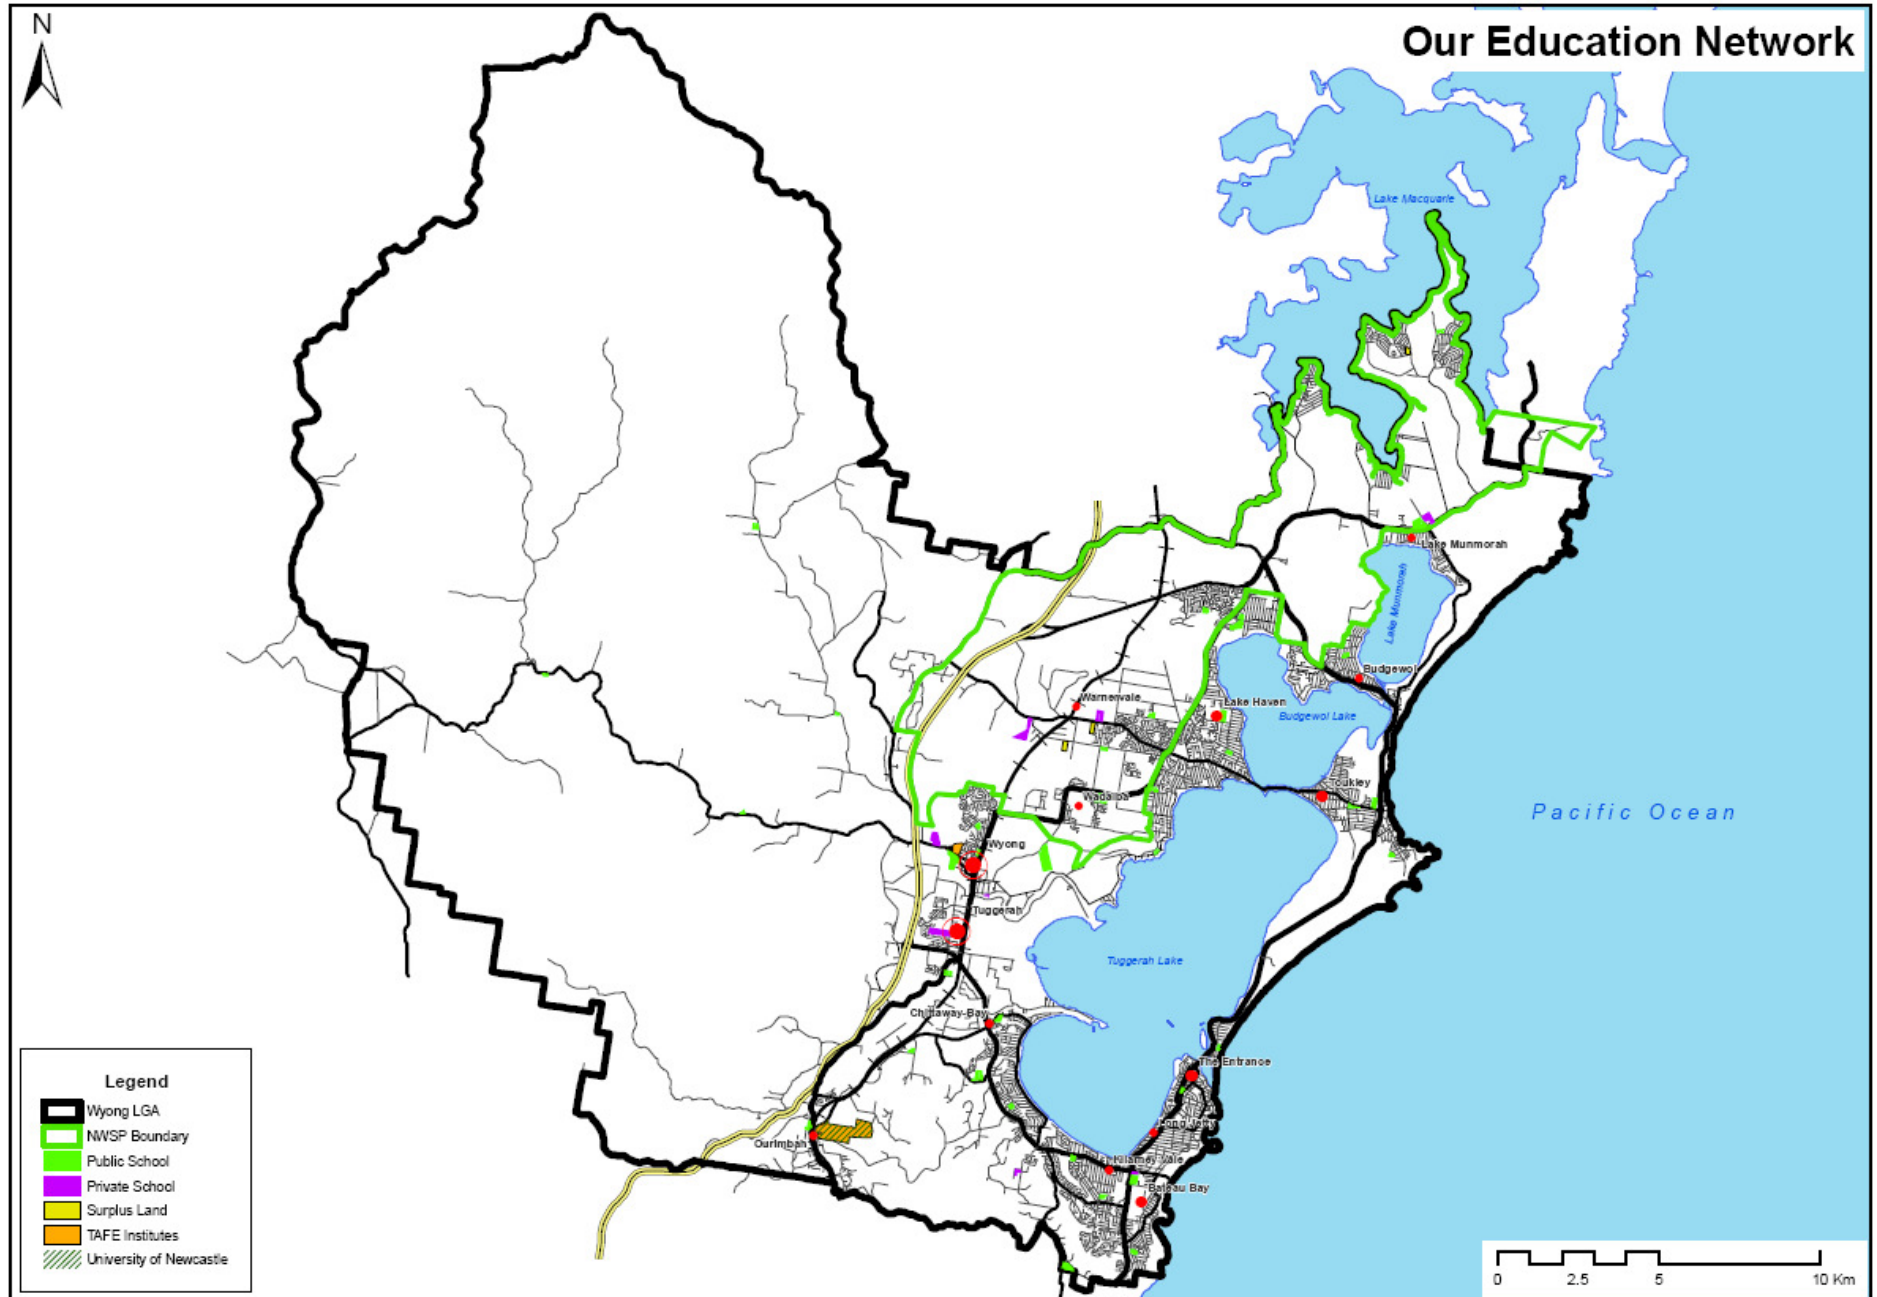 N
Our Education Network
Lake Macquarie
Lake Munmorah
Lake Munmorah
Budgewoi
Warnervale
Lake Haven
Budgewoi Lake
Toukley
Wadalba
Pacific Ocean
Wyong
Tuggerah
Tuggerah Lake
Chittaway Bay
The Entrance
Long Jetty
Ourimbah
Killarney Vale
Bateau Bay
Legend
Wyong LGA
NWSP Boundary
Public School
Private School
Surplus Land
TAFE Institutes
University of Newcastle
0 2.5 5 10 Km